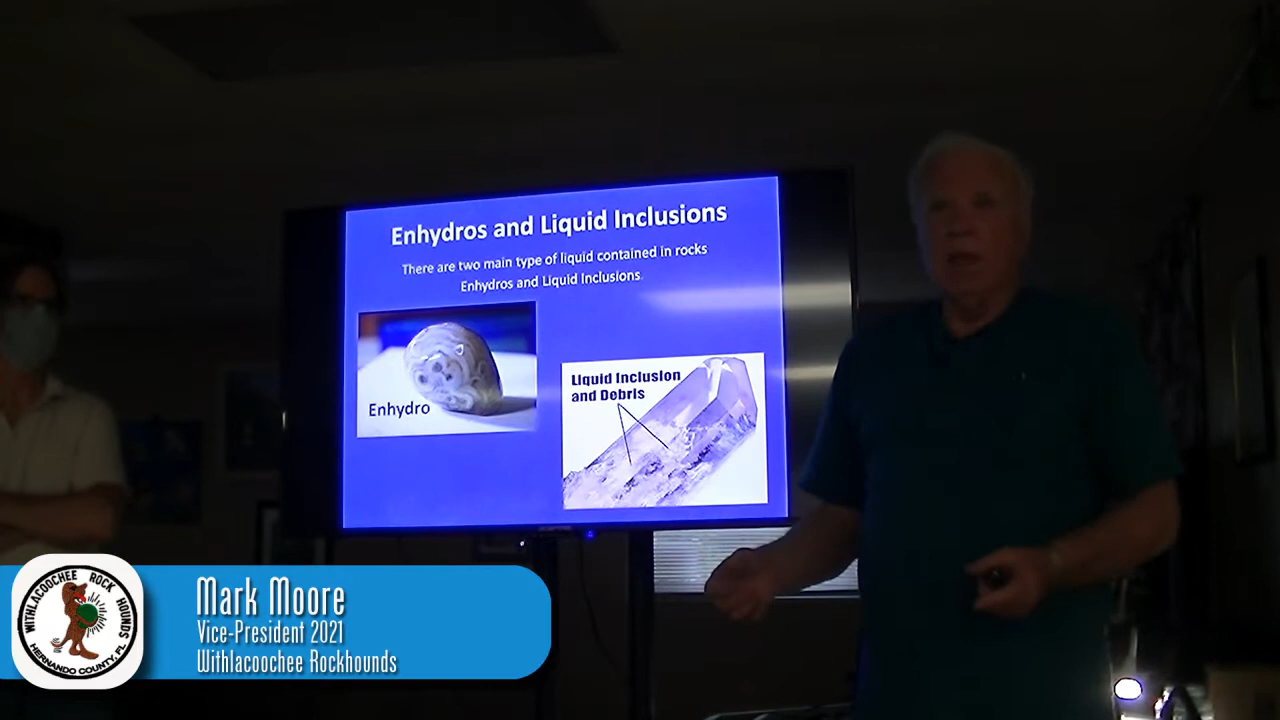 Enhydros and Liquid Inclusions
There are two main type of liquid contained in rocks
Enhydros and Liquid Inclusions.
Enhydro
Liquid Inclusion
and Debris
WITHLACOOCHEE ROCK HOUNDS
HERNANDO COUNTY, FL
Mark Moore
Vice-President 2021
Withlacoochee Rockhounds